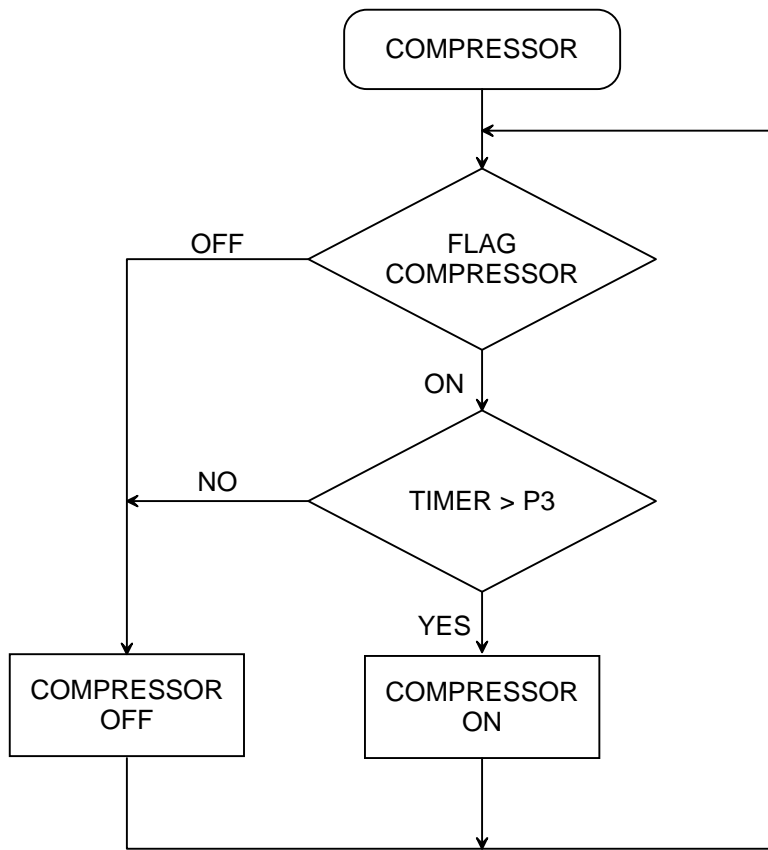 COMPRESSOR
FLAG
COMPRESSOR
OFF
ON
TIMER > P3
NO
YES
COMPRESSOR
OFF
COMPRESSOR
ON